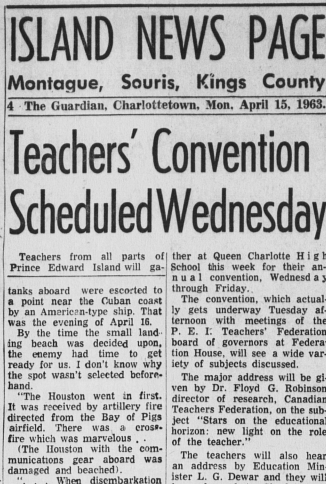 ISLAND NEWS PAGE
Montague, Souris, Kings County
4 The Guardian, Charlottetown, Mon. April 15, 1963.
Teachers' Convention
Scheduled Wednesday
Teachers from all parts of
Prince Edward Island will ga-
tanks aboard were escorted to
a point near the Cuban coast
by an American-type ship. That
was the evening of April 16.
By the time the small land-
ing beach was decided upon,
the enemy had time to get
ready for us. I don't know why
the spot wasn't selected before-
hand.
"The Houston went in first.
It was received by artillery fire
directed from the Bay of Pigs
airfield. There was a cross-
fire which was marvelous . .
(The Houston with the com-
munications gear aboard was
damaged and beached).
". . . When disembarkation
ther at Queen Charlotte High
School this week for their an-
nual convention, Wednesday
through Friday.
The convention, which actual-
ly gets underway Tuesday af-
ternoon with meetings of the
P. E. I. Teachers' Federation
board of governors at Federa-
tion House, will see a wide var-
iety of subjects discussed.
The major address will be gi-
ven by Dr. Floyd G. Robinson
director of research, Canadian
Teachers Federation, on the sub-
ject "Stars on the educational
horizon: new light on the role
of the teacher."
The teachers will also hear
an address by Education Min-
ister L. G. Dewar and they will